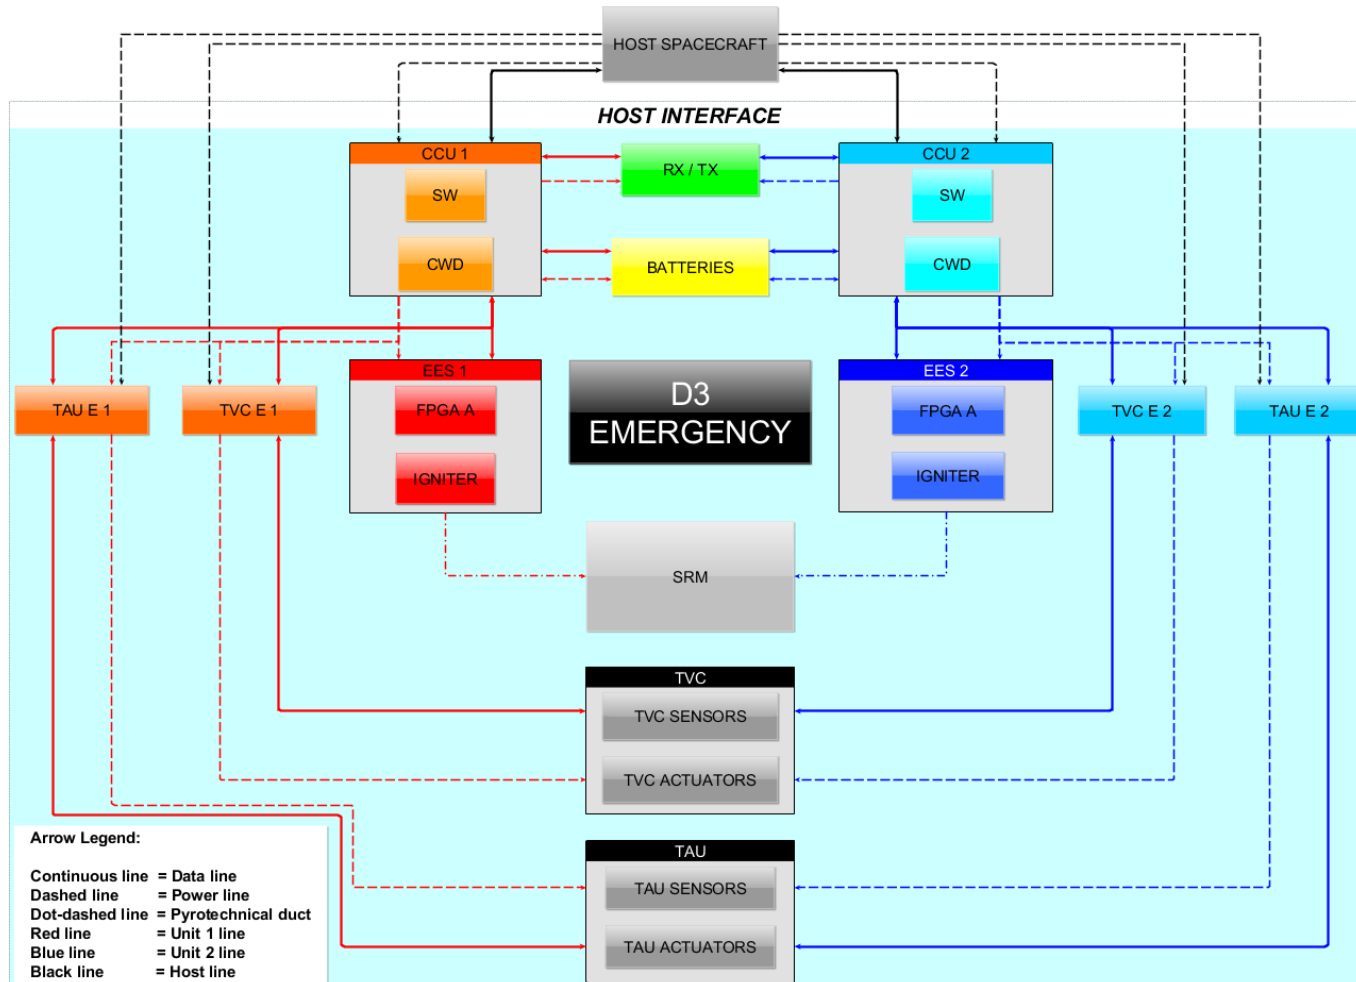 HOST SPACECRAFT
HOST INTERFACE
CCU 1
SW
CWD
RX / TX
BATTERIES
CCU 2
SW
CWD
TAU E 1
TVC E 1
EES 1
FPGA A
IGNITER
D3
EMERGENCY
EES 2
FPGA A
IGNITER
TVC E 2
TAU E 2
SRM
TVC
TVC SENSORS
TVC ACTUATORS
TAU
TAU SENSORS
TAU ACTUATORS
Arrow Legend:
Continuous line = Data line
Dashed line = Power line
Dot-dashed line = Pyrotechnical duct
Red line = Unit 1 line
Blue line = Unit 2 line
Black line = Host line